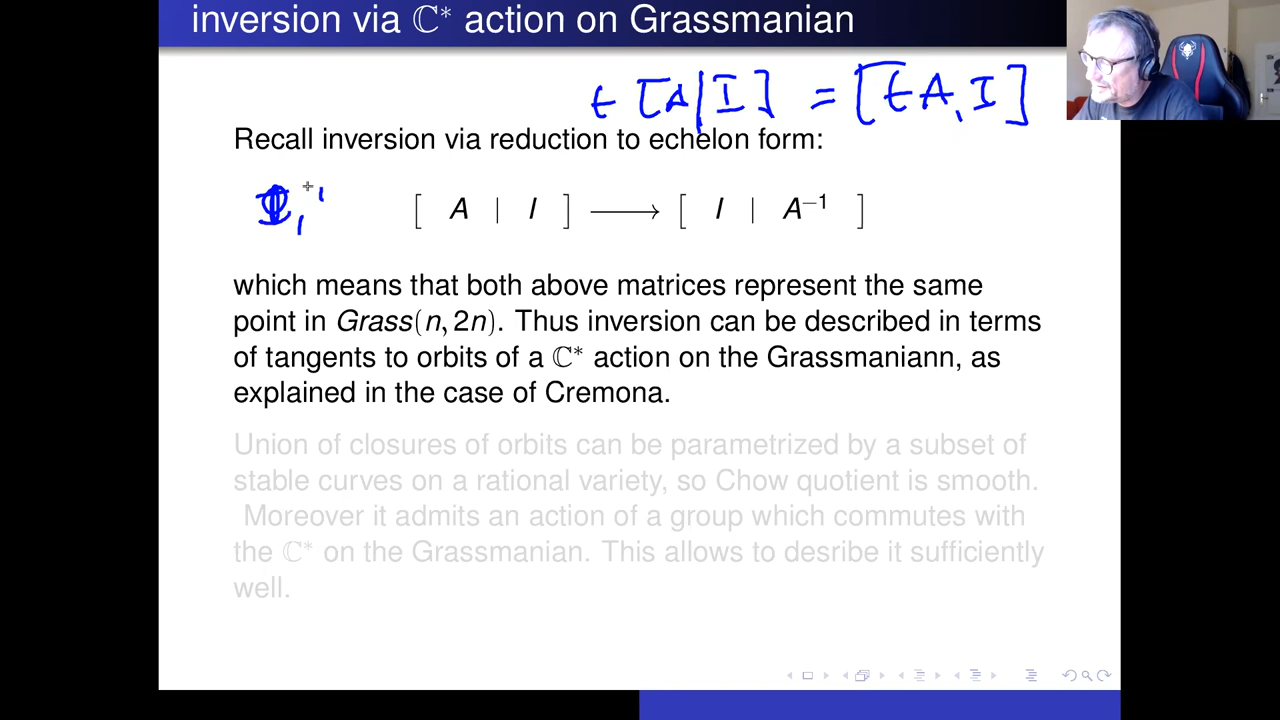 inversion via ℂ* action on Grassmanian
t [A|I] = [tA, I]
Recall inversion via reduction to echelon form:
[ A | I ] ⟶ [ I | A⁻¹ ]
which means that both above matrices represent the same
point in Grass(n, 2n). Thus inversion can be described in terms
of tangents to orbits of a ℂ* action on the Grassmaniann, as
explained in the case of Cremona.
Union of closures of orbits can be parametrized by a subset of
stable curves on a rational variety, so Chow quotient is smooth.
Moreover it admits an action of a group which commutes with
the ℂ* on the Grassmanian. This allows to desribe it sufficiently
well.